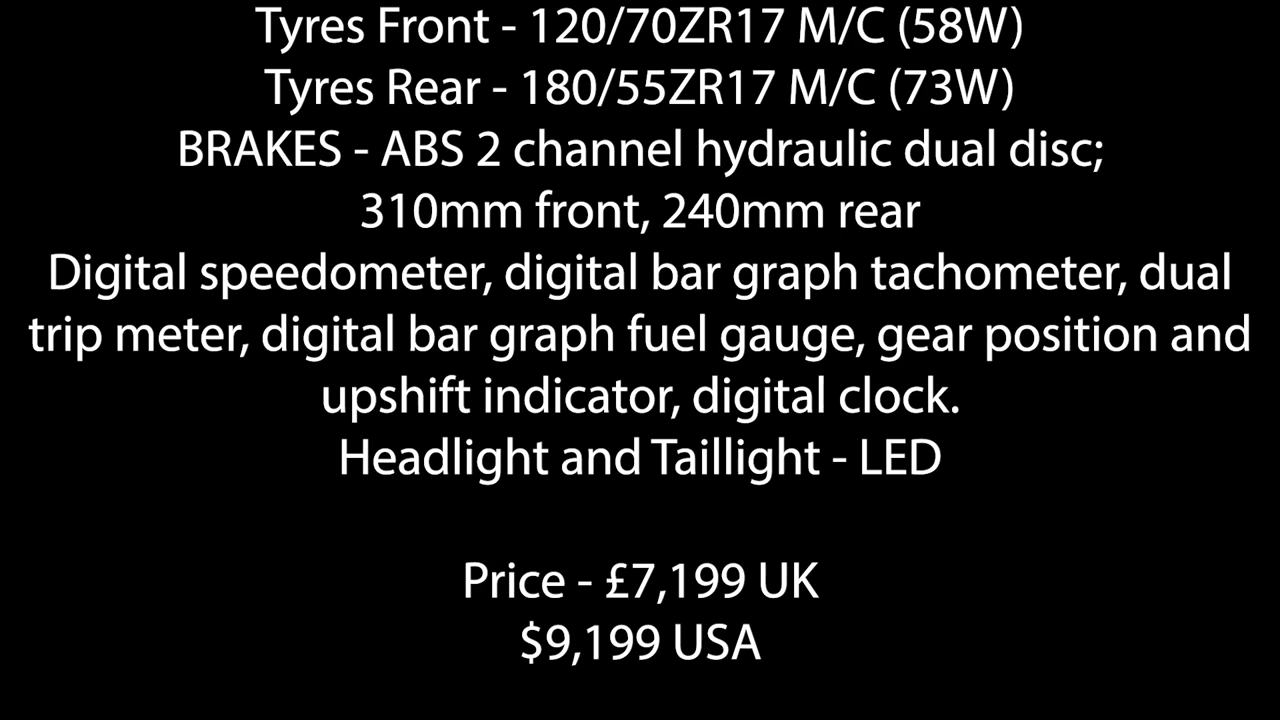 Tyres Front - 120/70ZR17 M/C (58W)
Tyres Rear - 180/55ZR17 M/C (73W)
BRAKES - ABS 2 channel hydraulic dual disc;
310mm front, 240mm rear
Digital speedometer, digital bar graph tachometer, dual
trip meter, digital bar graph fuel gauge, gear position and
upshift indicator, digital clock.
Headlight and Taillight - LED
Price - £7,199 UK
$9,199 USA